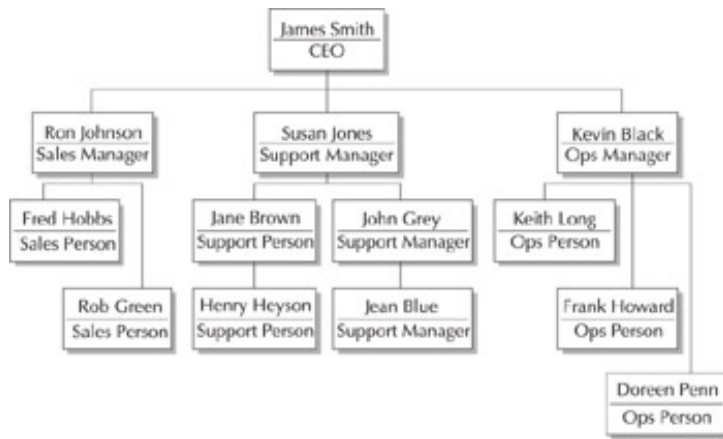 James Smith
CEO
Ron Johnson
Sales Manager
Susan Jones
Support Manager
Kevin Black
Ops Manager
Fred Hobbs
Sales Person
Jane Brown
Support Person
John Grey
Support Manager
Keith Long
Ops Person
Rob Green
Sales Person
Henry Heyson
Support Person
Jean Blue
Support Manager
Frank Howard
Ops Person
Doreen Penn
Ops Person